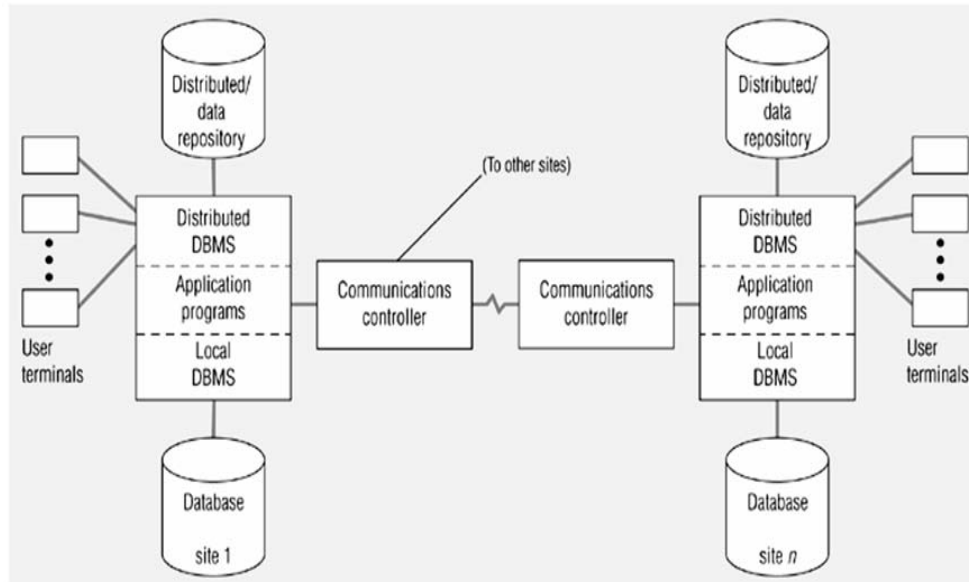 Distributed/
data
repository
Distributed/
data
repository
(To other sites)
Distributed
DBMS
Application
programs
Local
DBMS
User
terminals
Communications
controller
Communications
controller
Distributed
DBMS
Application
programs
Local
DBMS
User
terminals
Database
site 1
Database
site n